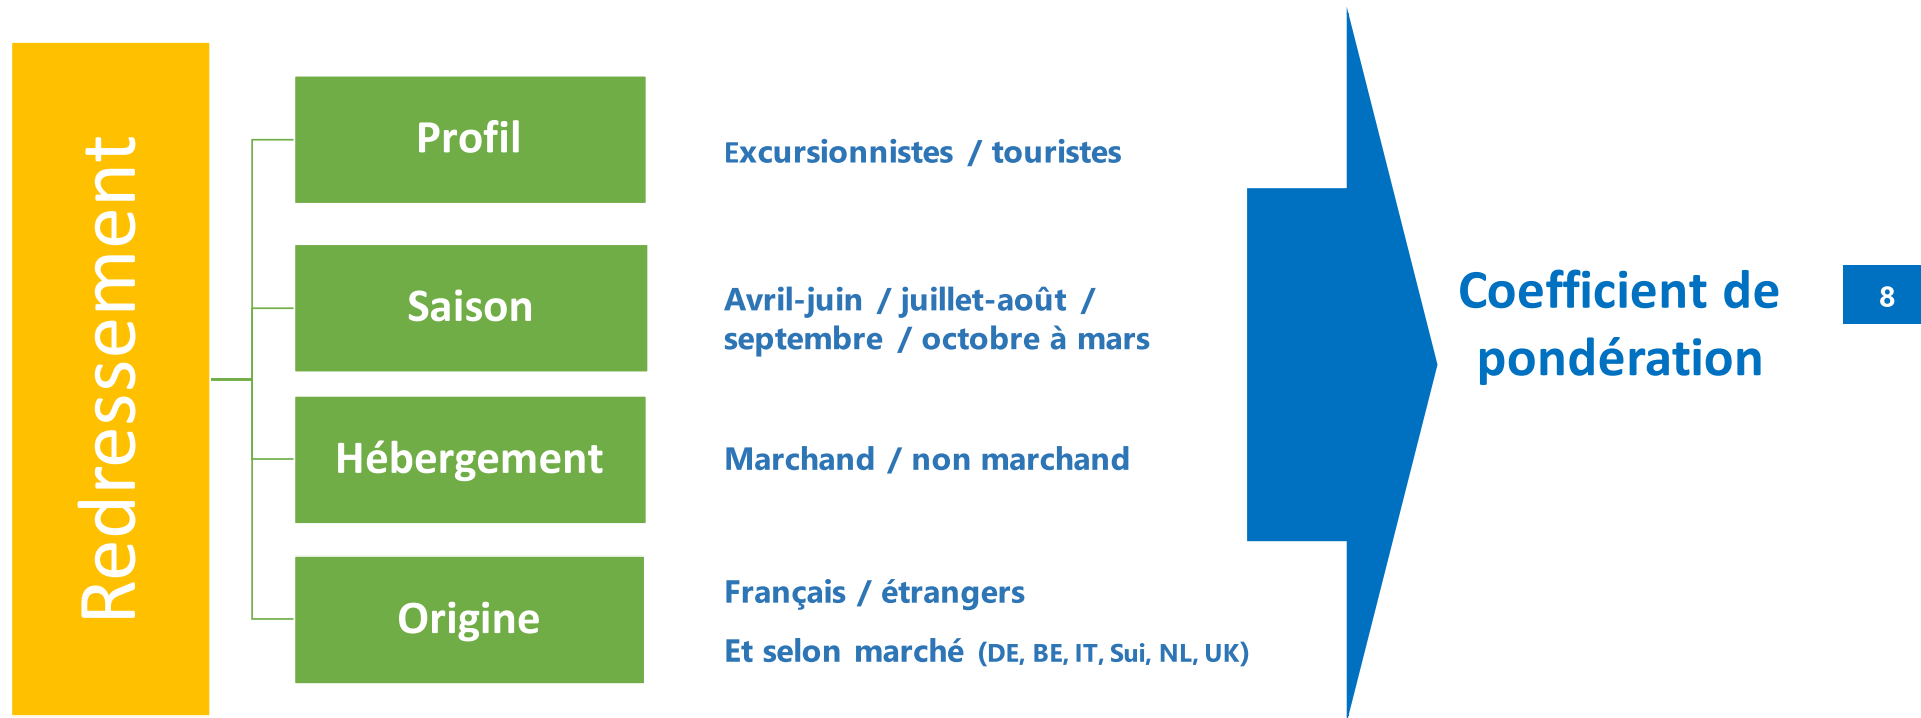 Redressement
Profil
Excursionnistes / touristes
Saison
Avril-juin / juillet-août /
septembre / octobre à mars
Hébergement
Marchand / non marchand
Origine
Français / étrangers
Et selon marché (DE, BE, IT, Sui, NL, UK)
Coefficient de
pondération
8